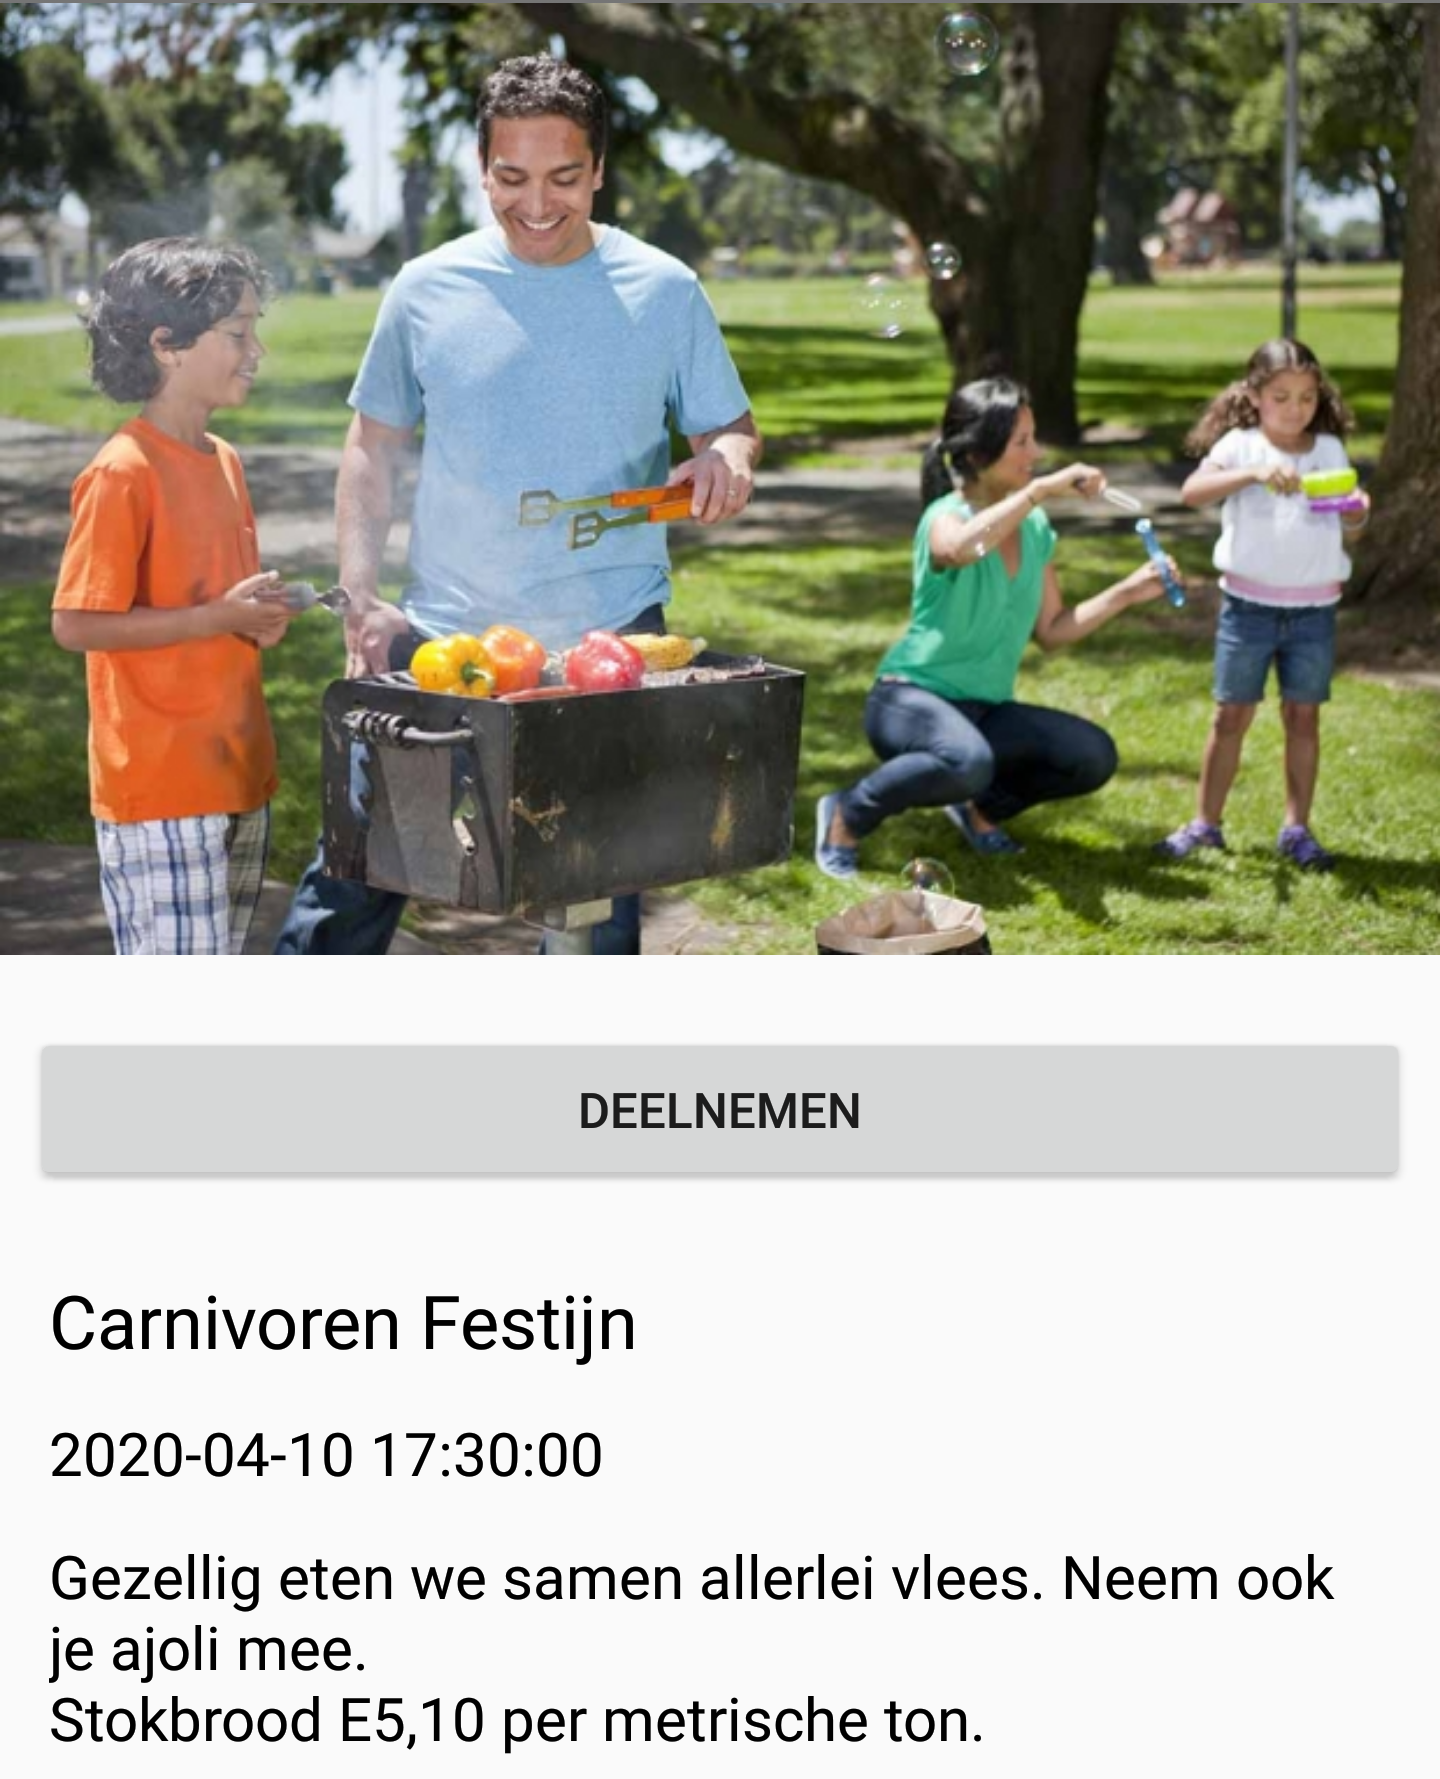 DEELNEMEN
Carnivoren Festijn
2020-04-10 17:30:00
Gezellig eten we samen allerlei vlees. Neem ook
je ajoli mee.
Stokbrood E5,10 per metrische ton.